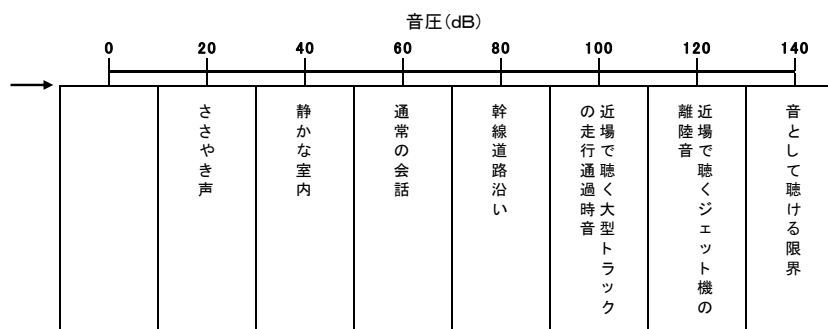 音圧(dB)
0 20 40 60 80 100 120 140
ささやき声
静かな室内
通常の会話
幹線道路沿い
近場で聴く大型トラック
の走行通過時音
近場で聴くジェット機の
離陸音
音として聴ける限界